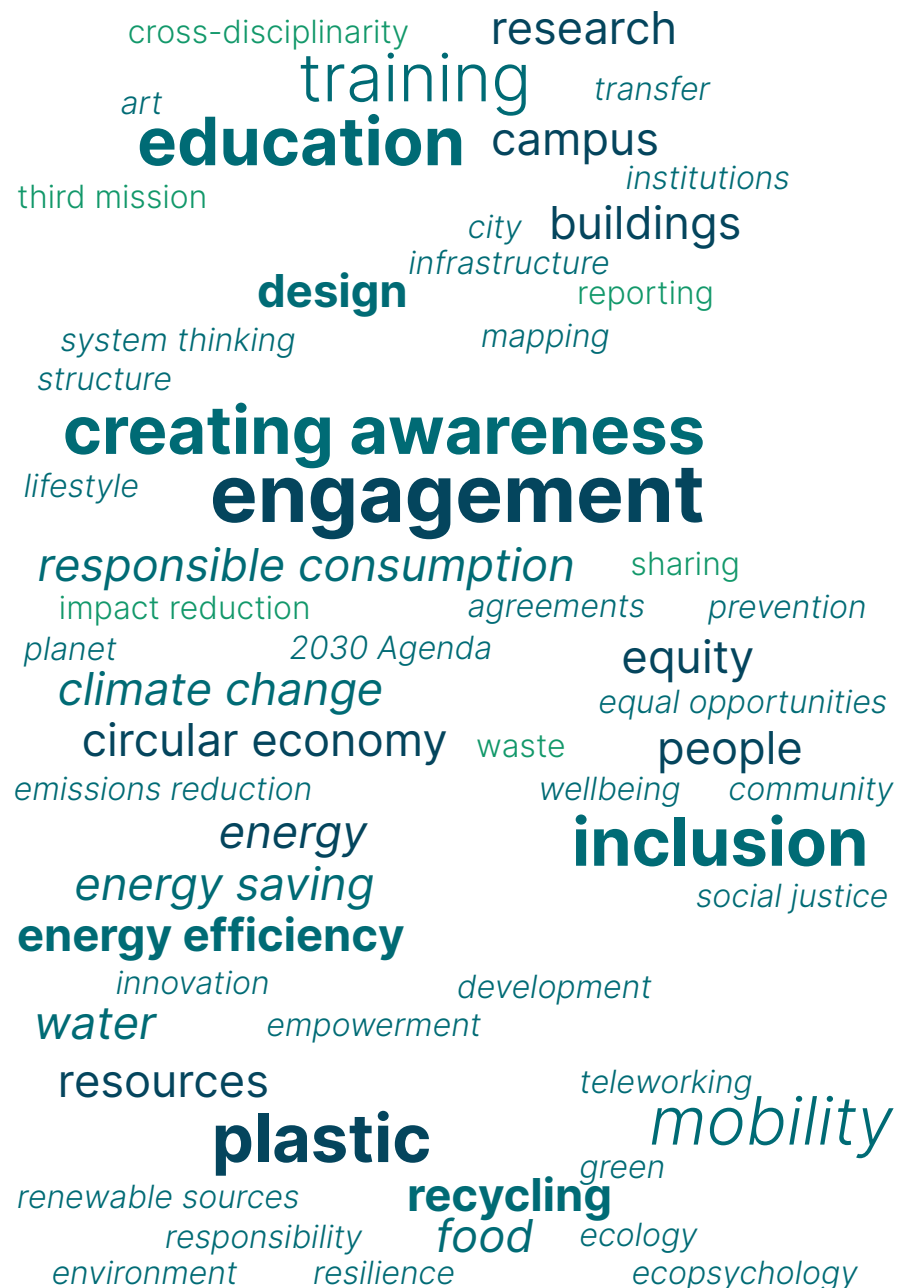 cross-disciplinarity research
training
art transfer
education campus
institutions
third mission
city buildings
infrastructure
design reporting
system thinking mapping
structure
creating awareness
lifestyle engagement
responsible consumption sharing
impact reduction agreements prevention
planet 2030 Agenda equity
climate change equal opportunities
circular economy waste people
emissions reduction wellbeing community
energy inclusion
energy saving social justice
energy efficiency
innovation development
water empowerment
resources teleworking
plastic mobility
green
renewable sources recycling
responsibility food ecology
environment resilience ecopsychology